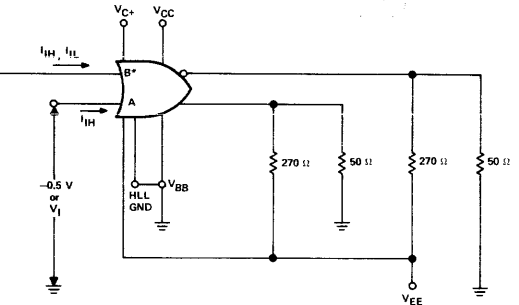 VC+ VCC
IIH, IIL
B*
A
IIH
270 Ω 50 Ω 270 Ω 50 Ω
−0.5 V
or
VI
HLL
GND
VBB
VEE